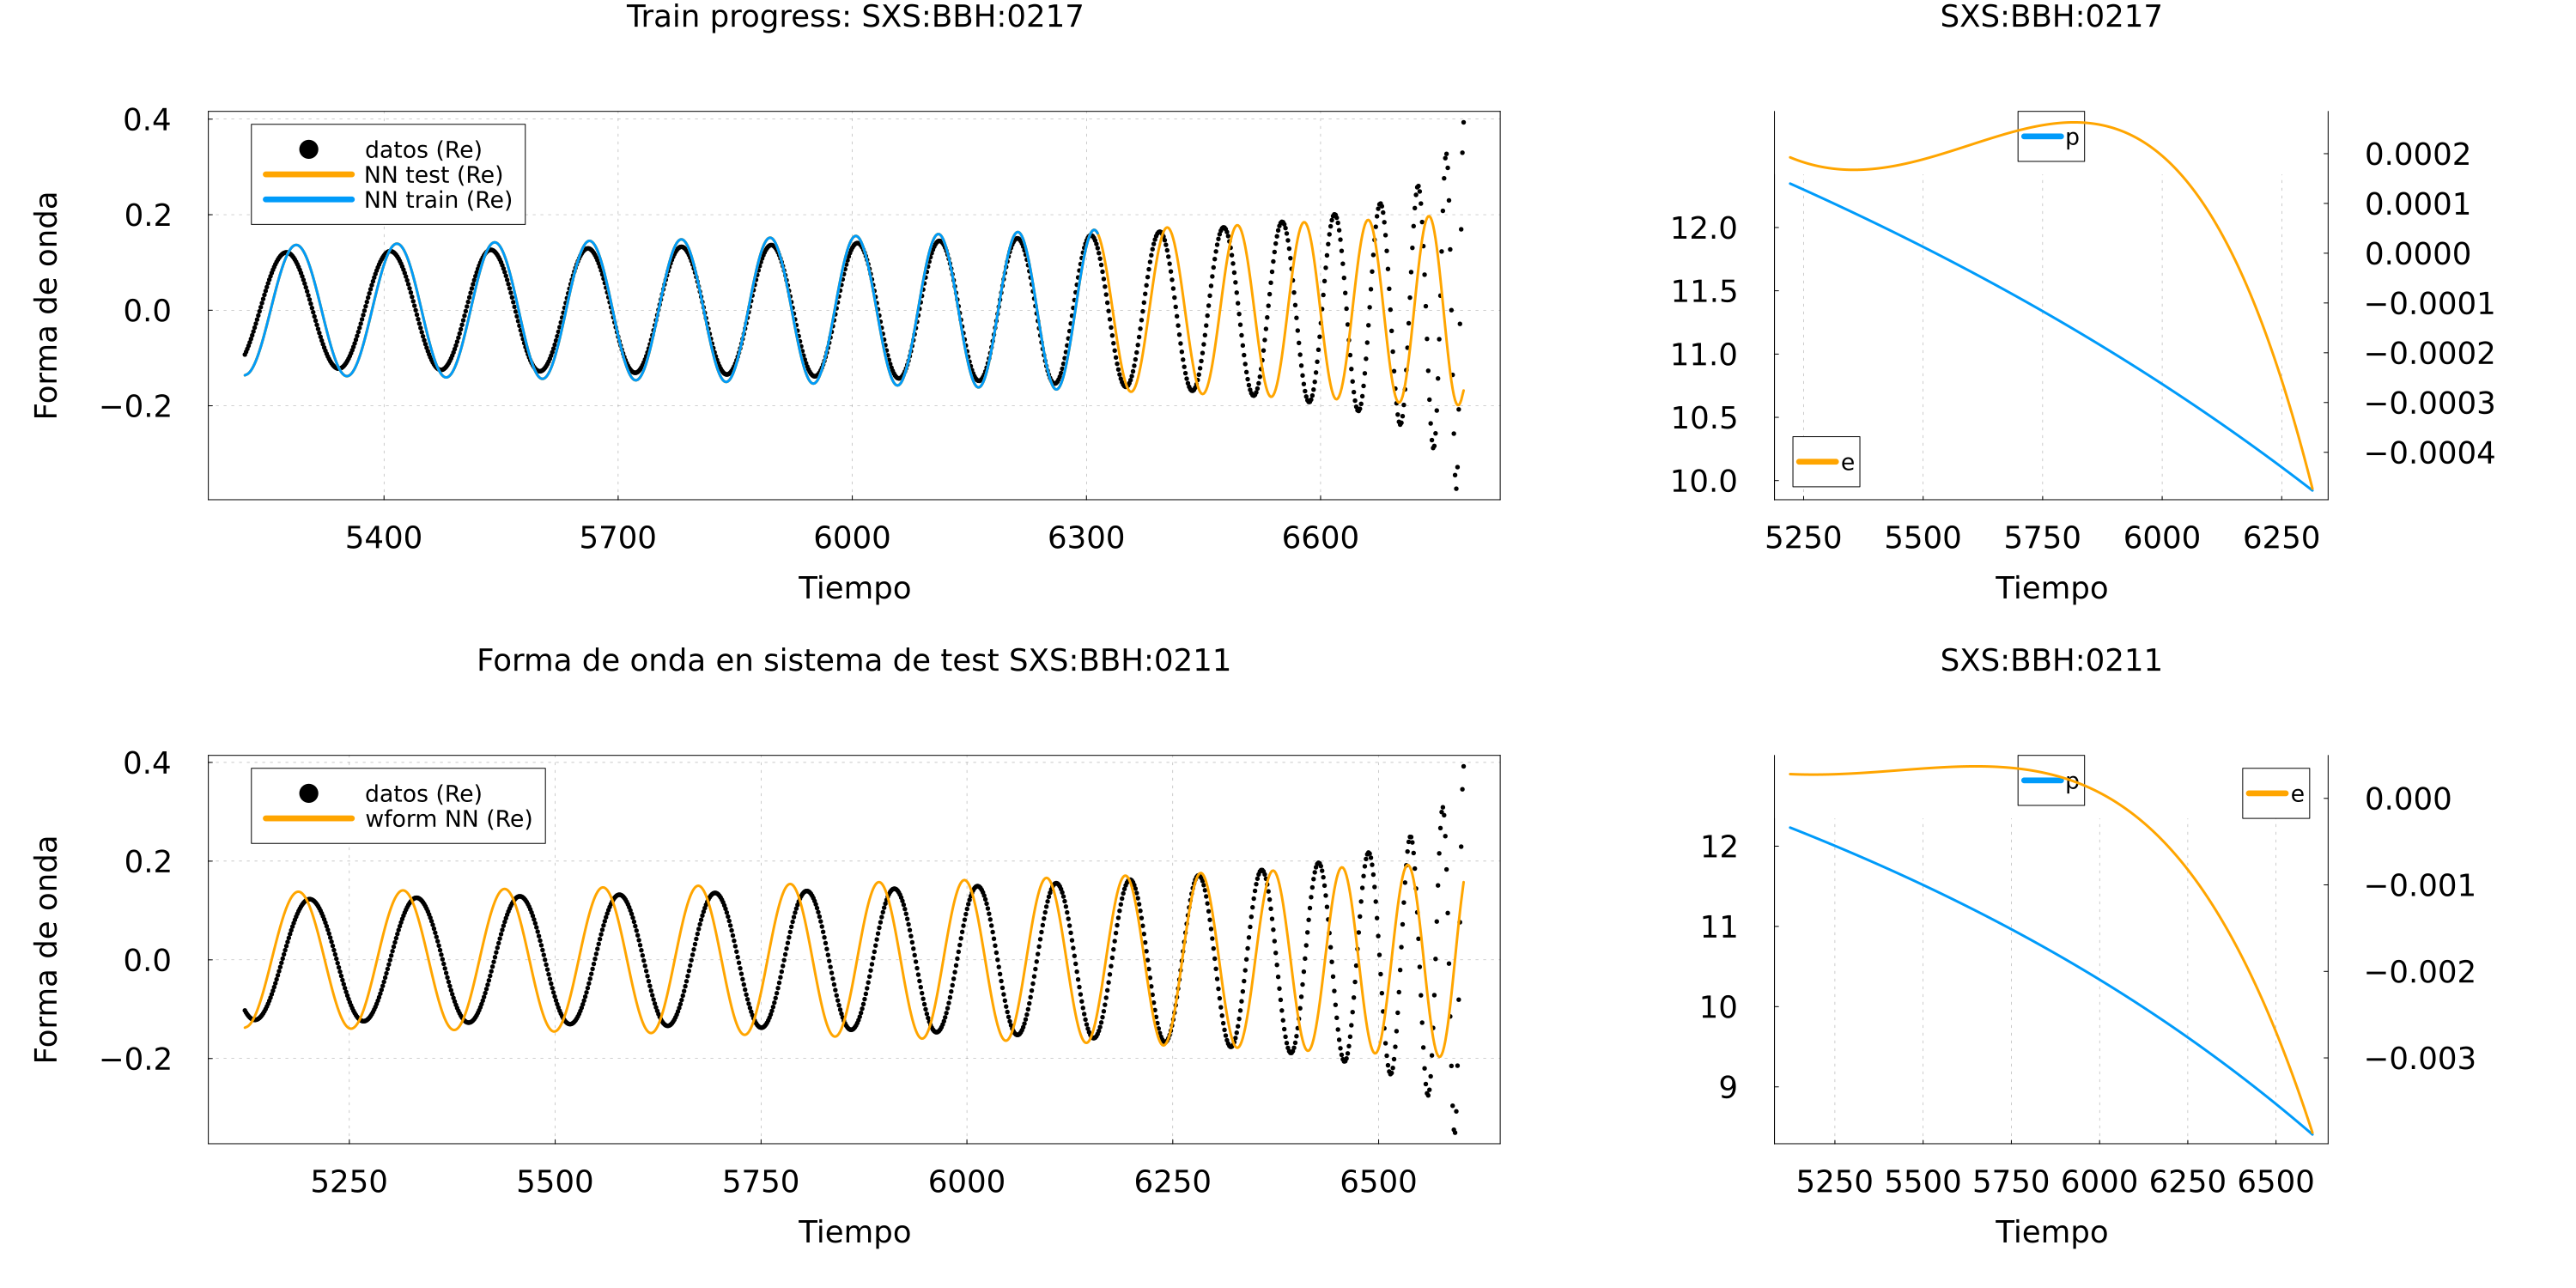 Train progress: SXS:BBH:0217
0.4
0.2
0.0
−0.2
Forma de onda
datos (Re)
NN test (Re)
NN train (Re)
5400 5700 6000 6300 6600
Tiempo
SXS:BBH:0217
12.0
11.5
11.0
10.5
10.0
p
e
0.0002
0.0001
0.0000
−0.0001
−0.0002
−0.0003
−0.0004
5250 5500 5750 6000 6250
Tiempo
Forma de onda en sistema de test SXS:BBH:0211
0.4
0.2
0.0
−0.2
Forma de onda
datos (Re)
wform NN (Re)
5250 5500 5750 6000 6250 6500
Tiempo
SXS:BBH:0211
12
11
10
9
p
e
0.000
−0.001
−0.002
−0.003
5250 5500 5750 6000 6250 6500
Tiempo